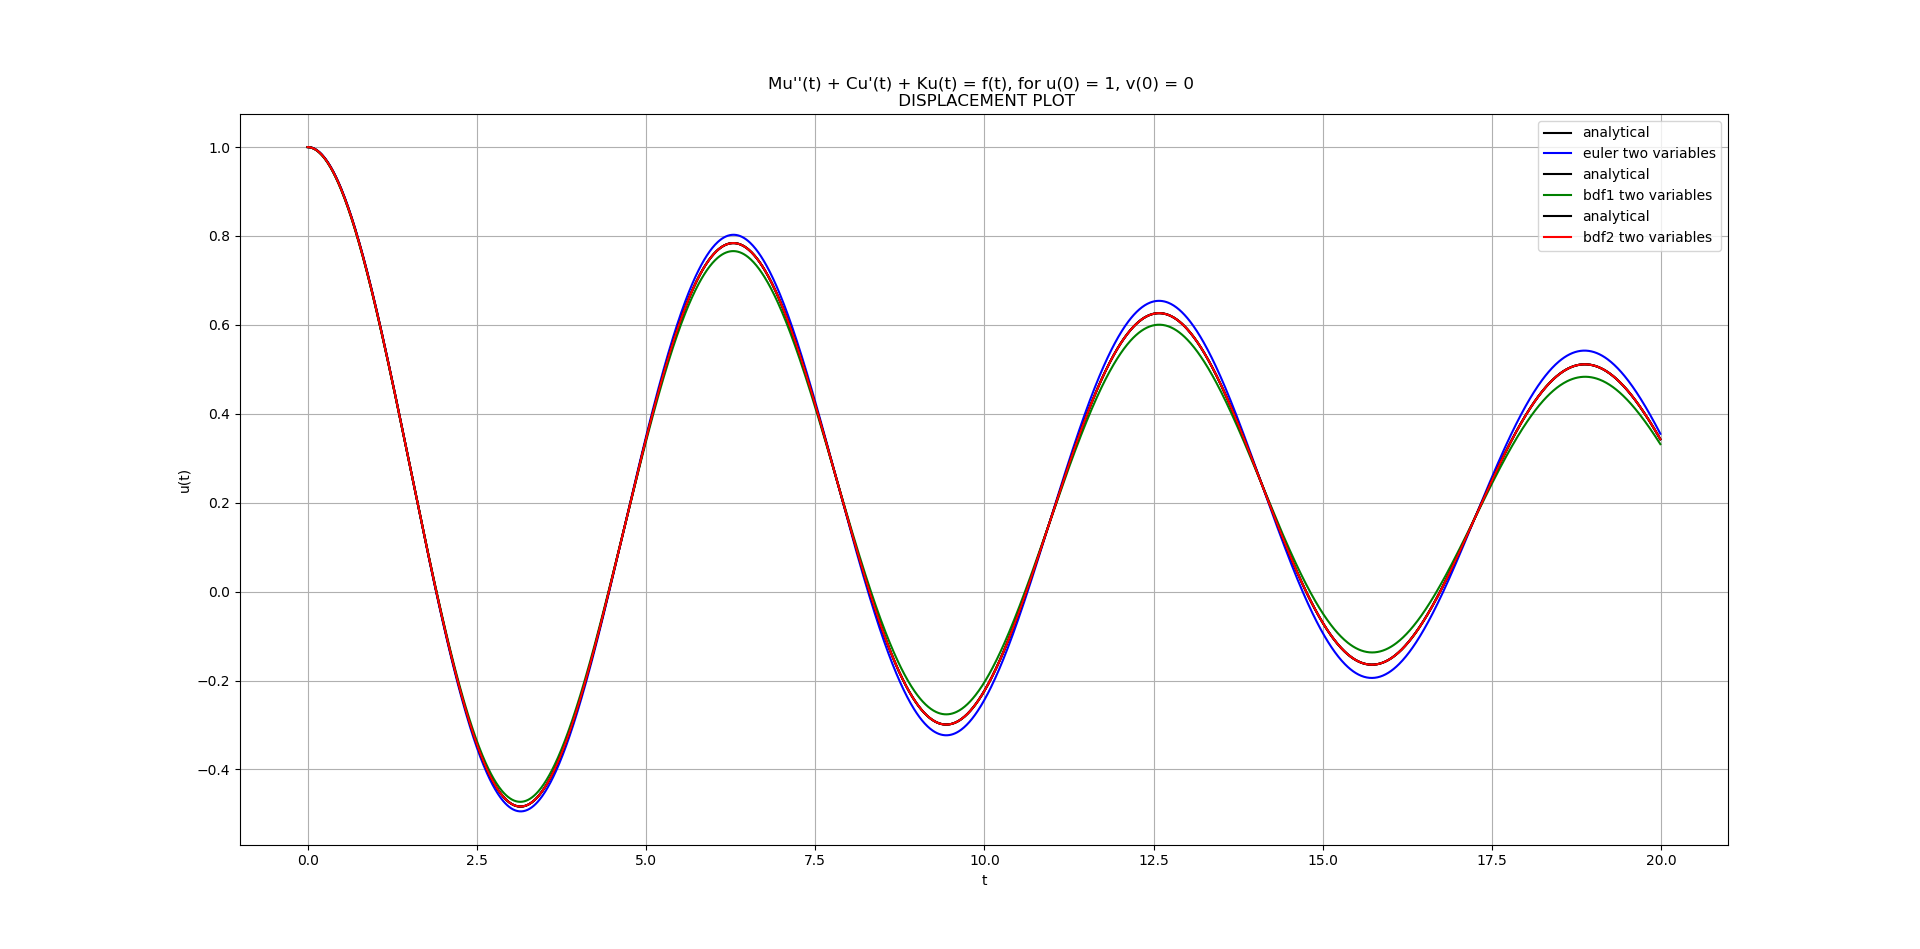 Mu''(t) + Cu'(t) + Ku(t) = f(t), for u(0) = 1, v(0) = 0
DISPLACEMENT PLOT
analytical
euler two variables
analytical
bdf1 two variables
analytical
bdf2 two variables
1.0
0.8
0.6
0.4
0.2
0.0
−0.2
−0.4
u(t)
0.0 2.5 5.0 7.5 10.0 12.5 15.0 17.5 20.0
t